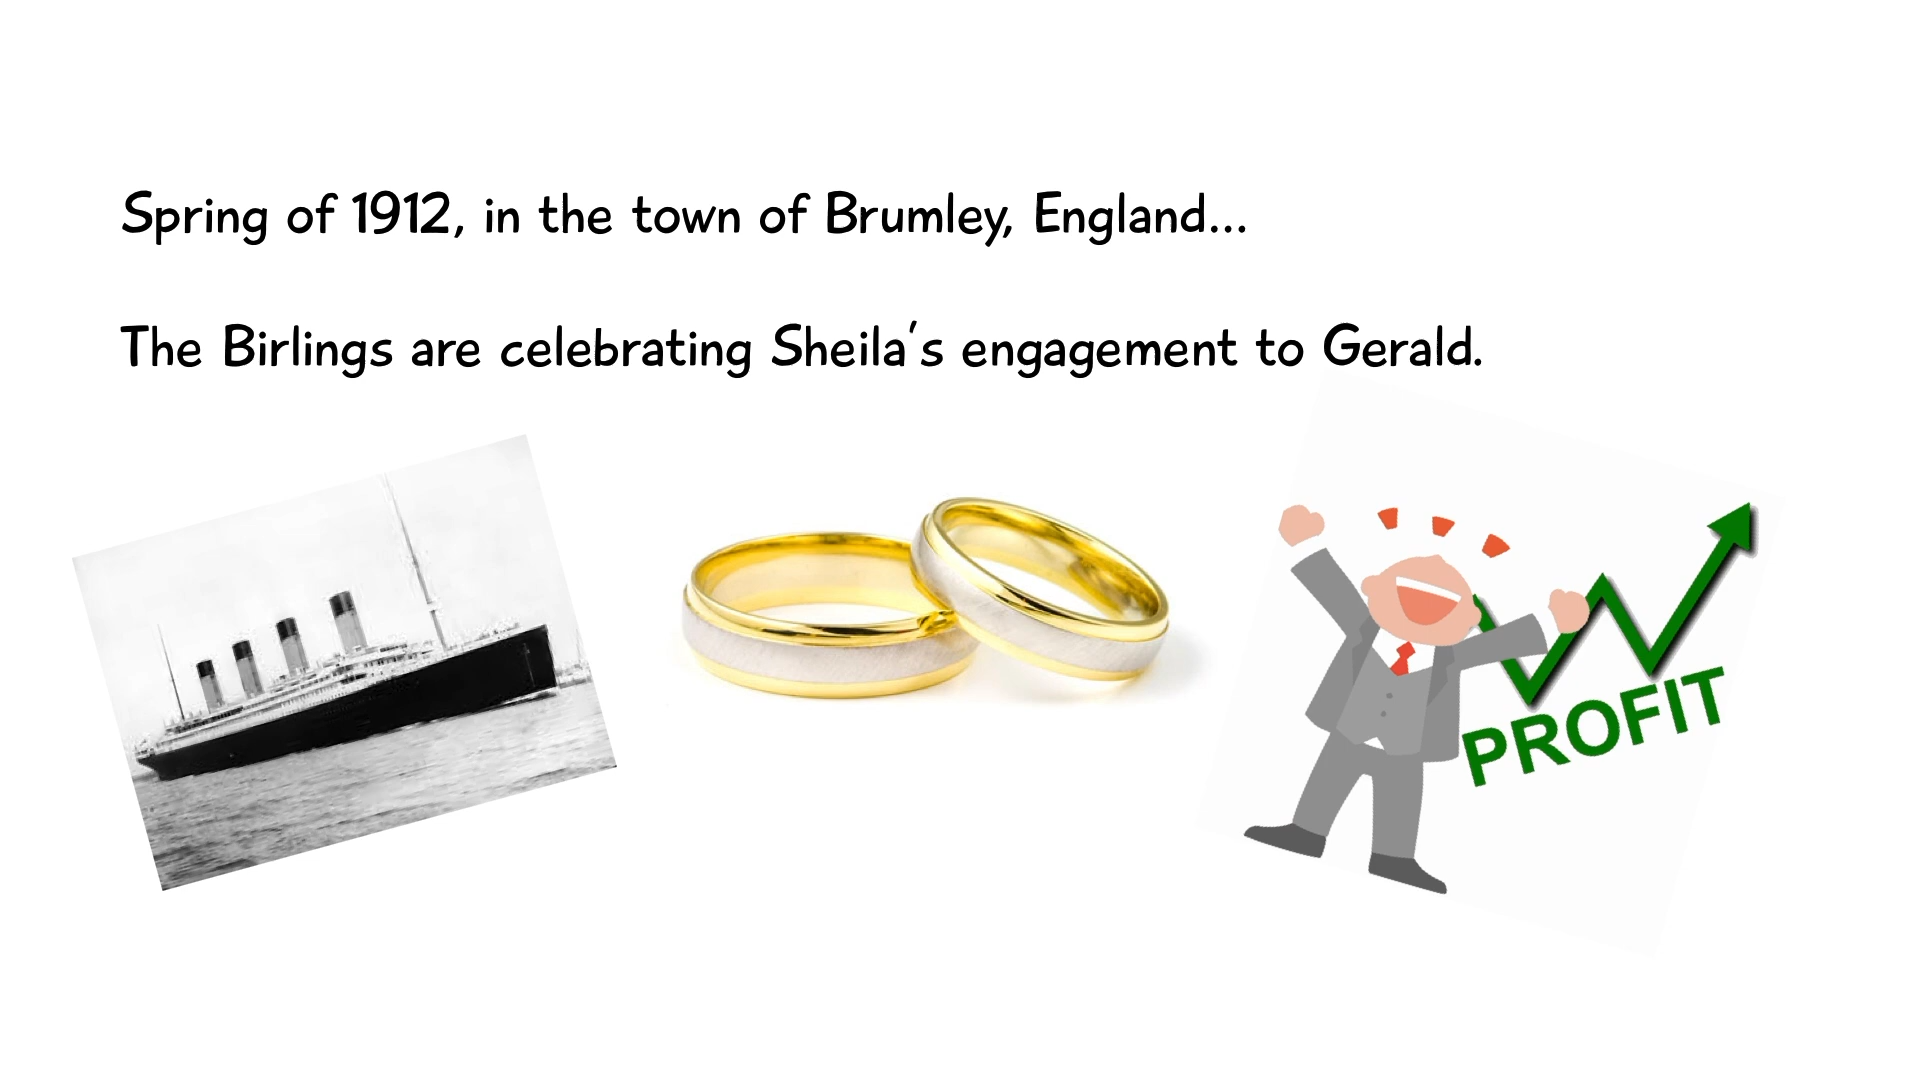 Spring of 1912, in the town of Brumley, England...
The Birlings are celebrating Sheila's engagement to Gerald.
PROFIT